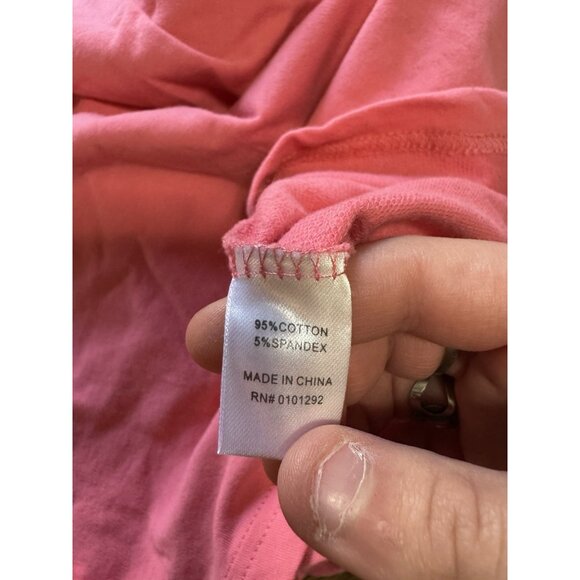 95%COTTON
5%SPANDEX
MADE IN CHINA
RN# 0101292